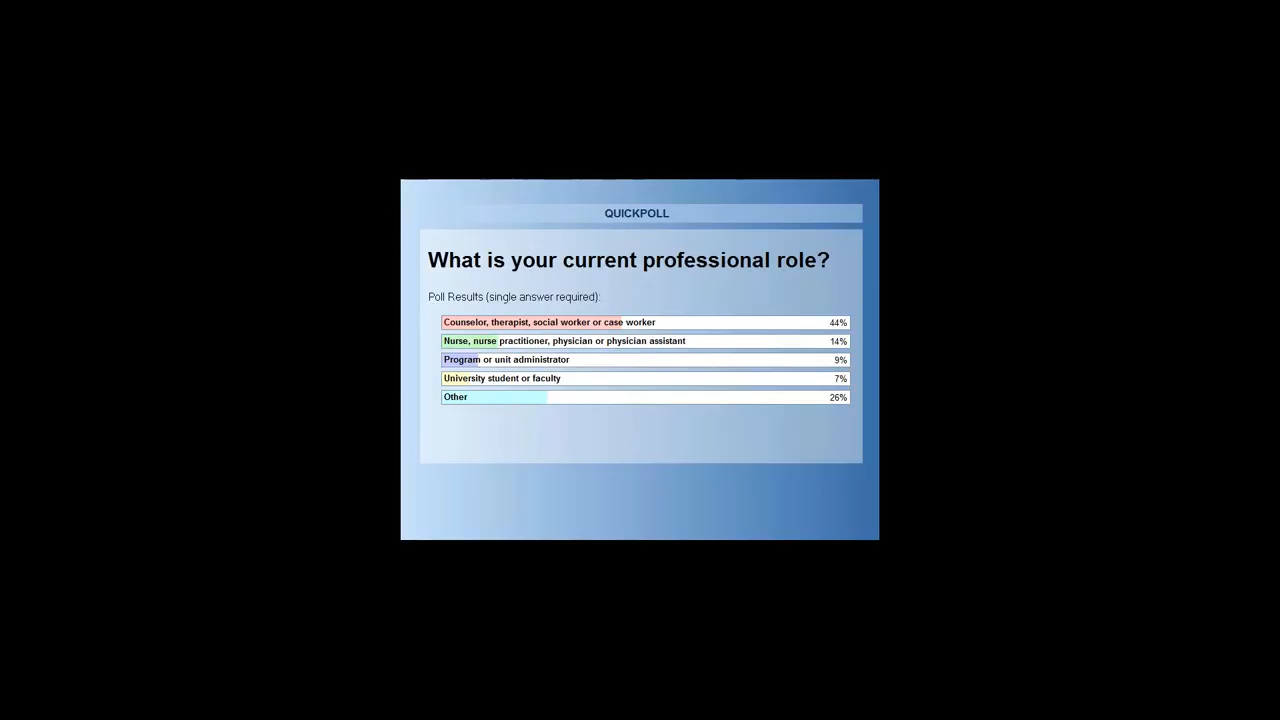 QUICKPOLL
What is your current professional role?
Poll Results (single answer required):
Counselor, therapist, social worker or case worker 44%
Nurse, nurse practitioner, physician or physician assistant 14%
Program or unit administrator 9%
University student or faculty 7%
Other 26%